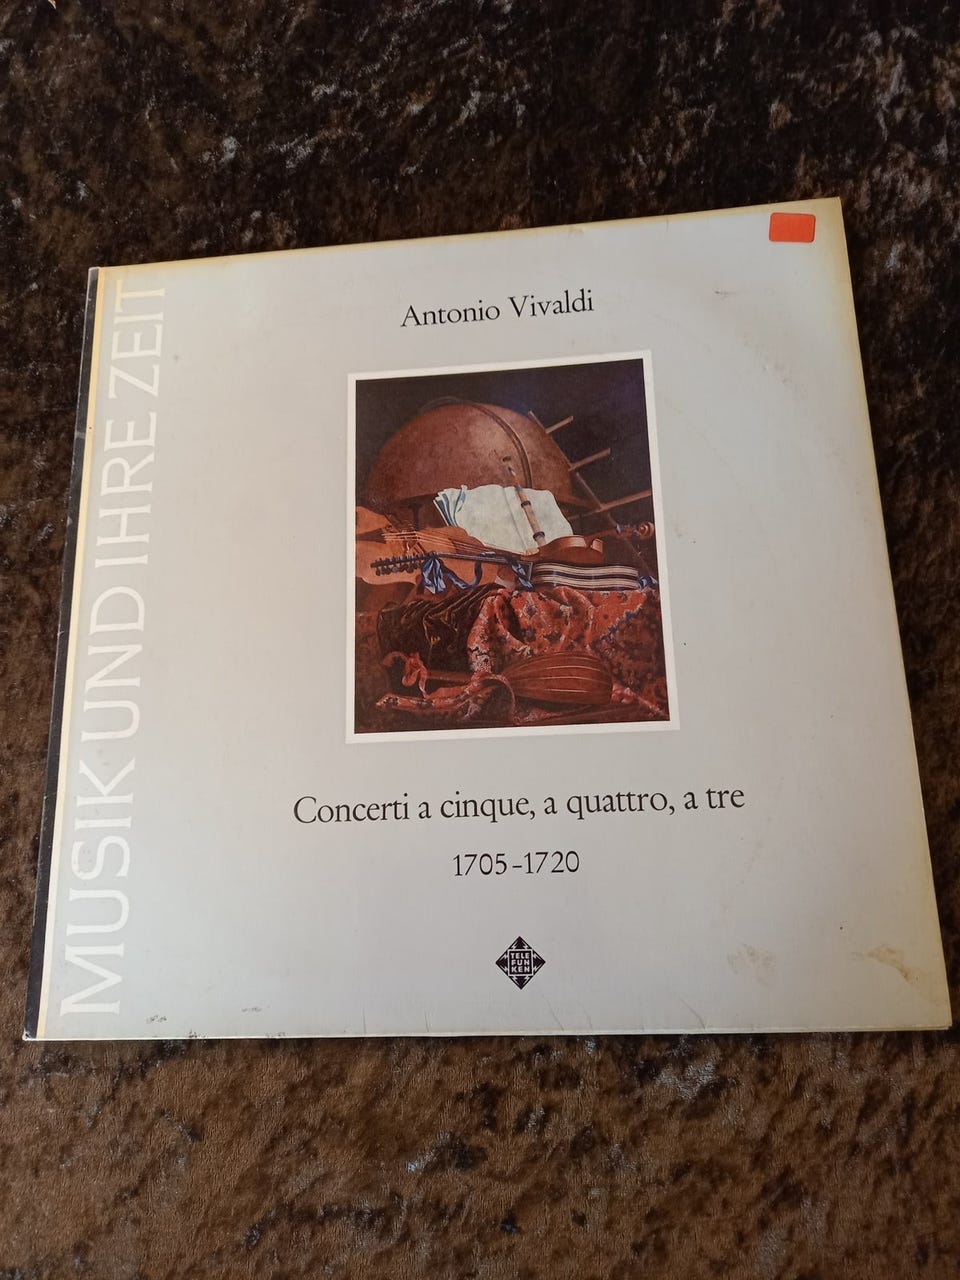 MUSIK UND IHRE ZEIT
Antonio Vivaldi
Concerti a cinque, a quattro, a tre
1705-1720
TELE
FUN
KEN